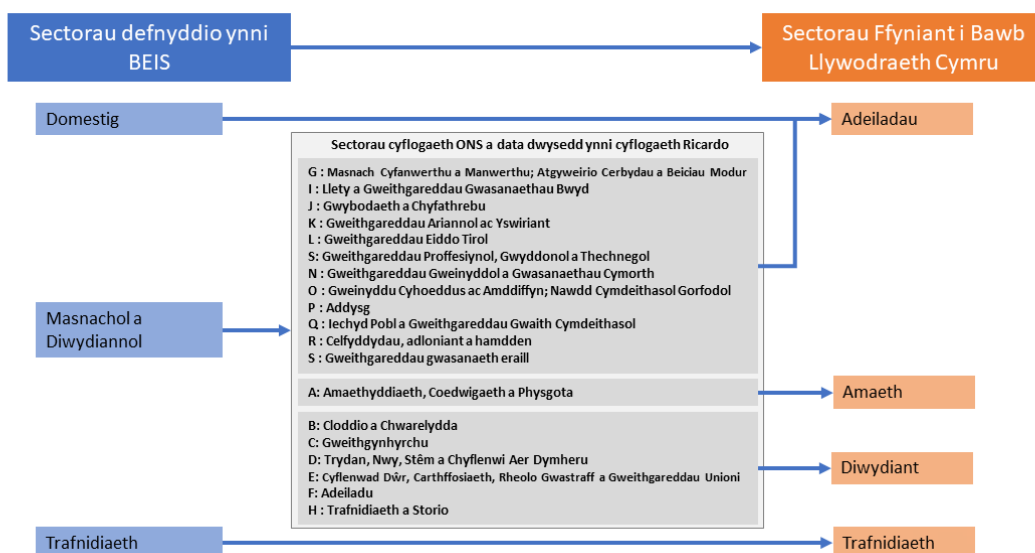 Sectorau defnyddio ynni
BEIS
Sectorau Ffyniant i Bawb
Llywodraeth Cymru
Domestig
Adeiladau
Sectorau cyflogaeth ONS a data dwysedd ynni cyflogaeth Ricardo
G : Masnach Cyfanwerthu a Manwerthu; Atgyweirio Cerbydau a Beiciau Modur
I : Llety a Gweithgareddau Gwasanaethau Bwyd
J : Gwybodaeth a Chyfathrebu
K : Gweithgareddau Ariannol ac Yswiriant
L : Gweithgareddau Eiddo Tirol
S: Gweithgareddau Proffesiynol, Gwyddonol a Thechnegol
N : Gweithgareddau Gweinyddol a Gwasanaethau Cymorth
O : Gweinyddu Cyhoeddus ac Amddiffyn; Nawdd Cymdeithasol Gorfodol
P : Addysg
Q : Iechyd Pobl a Gweithgareddau Gwaith Cymdeithasol
R : Celfyddydau, adloniant a hamdden
S : Gweithgareddau gwasanaeth eraill
Masnachol a
Diwydiannol
A: Amaethyddiaeth, Coedwigaeth a Physgota
Amaeth
B: Cloddio a Chwarelydda
C: Gweithgynhyrchu
D: Trydan, Nwy, Stêm a Chyflenwi Aer Dymheru
E: Cyflenwad Dŵr, Carthffosiaeth, Rheolo Gwastraff a Gweithgareddau Unioni
F: Adeiladu
H : Trafnidiaeth a Storio
Diwydiant
Trafnidiaeth
Trafnidiaeth